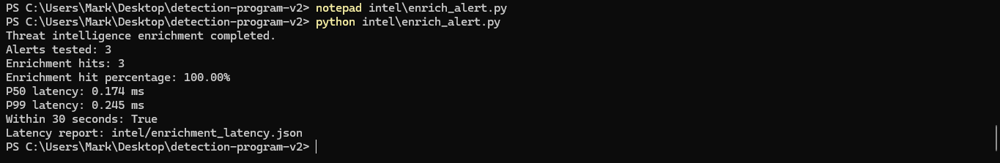 PS C:\Users\Mark\Desktop\detection-program-v2> notepad intel\enrich_alert.py
PS C:\Users\Mark\Desktop\detection-program-v2> python intel\enrich_alert.py
Threat intelligence enrichment completed.
Alerts tested: 3
Enrichment hits: 3
Enrichment hit percentage: 100.00%
P50 latency: 0.174 ms
P99 latency: 0.245 ms
Within 30 seconds: True
Latency report: intel/enrichment_latency.json
PS C:\Users\Mark\Desktop\detection-program-v2>